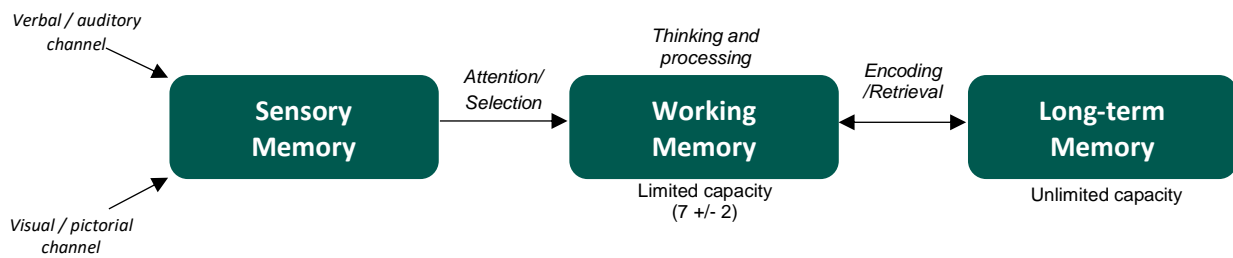 Verbal / auditory
channel
Sensory
Memory
Visual / pictorial
channel
Attention/
Selection
Thinking and
processing
Working
Memory
Limited capacity
(7 +/- 2)
Encoding
/Retrieval
Long-term
Memory
Unlimited capacity